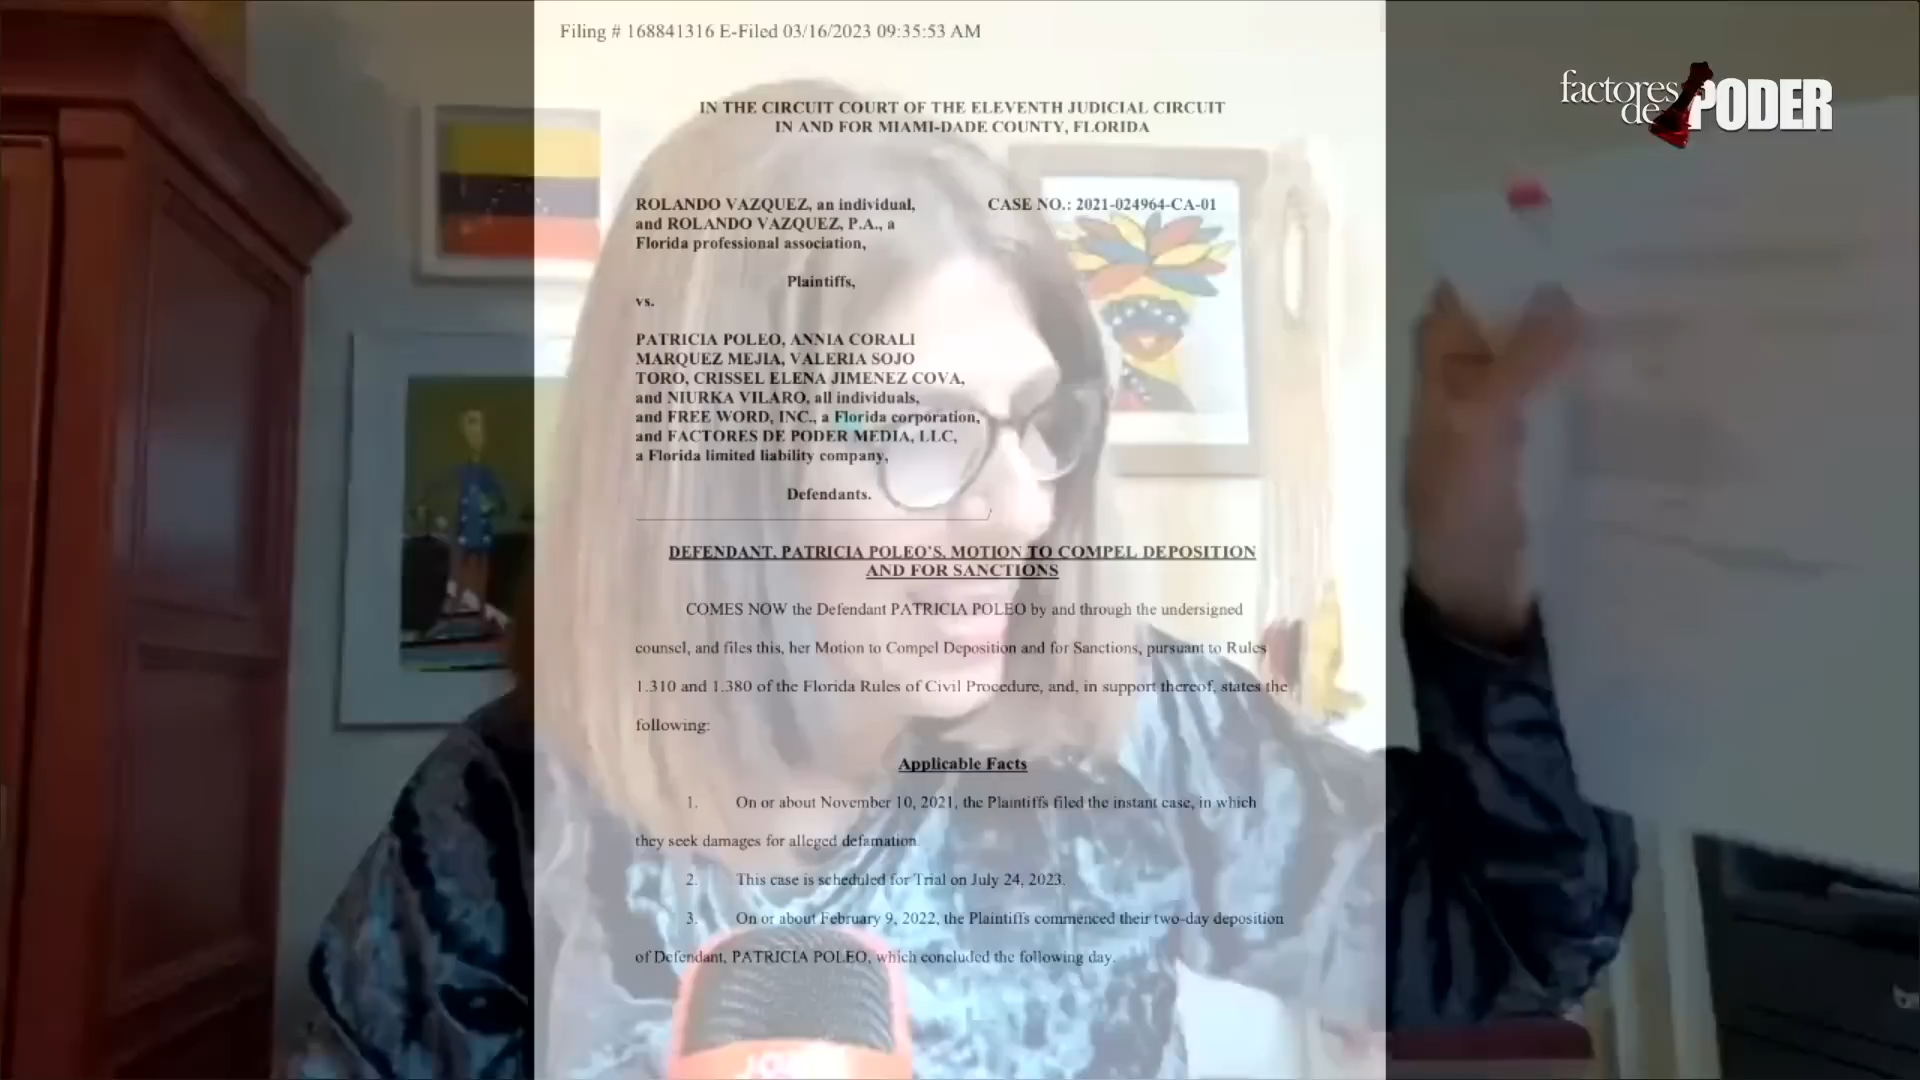 Filing # 168841316 E-Filed 03/16/2023 09:35:53 AM
factores
de PODER
IN THE CIRCUIT COURT OF THE ELEVENTH JUDICIAL CIRCUIT
IN AND FOR MIAMI-DADE COUNTY, FLORIDA
ROLANDO VAZQUEZ, an individual,
and ROLANDO VAZQUEZ, P.A., a
Florida professional association,
CASE NO.: 2021-024964-CA-01
Plaintiffs,
vs.
PATRICIA POLEO, ANNIA CORALI
MARQUEZ MEJIA, VALERIA SOJO
TORO, CRISSEL ELENA JIMENEZ COVA,
and NIURKA VILARO, all individuals,
and FREE WORD, INC., a Florida corporation,
and FACTORES DE PODER MEDIA, LLC,
a Florida limited liability company,
Defendants.
/
DEFENDANT, PATRICIA POLEO'S, MOTION TO COMPEL DEPOSITION
AND FOR SANCTIONS
COMES NOW the Defendant PATRICIA POLEO by and through the undersigned
counsel, and files this, her Motion to Compel Deposition and for Sanctions, pursuant to Rules
1.310 and 1.380 of the Florida Rules of Civil Procedure, and, in support thereof, states the
following:
Applicable Facts
1. On or about November 10, 2021, the Plaintiffs filed the instant case, in which
they seek damages for alleged defamation.
2. This case is scheduled for Trial on July 24, 2023.
3. On or about February 9, 2022, the Plaintiffs commenced their two-day deposition
of Defendant, PATRICIA POLEO, which concluded the following day.